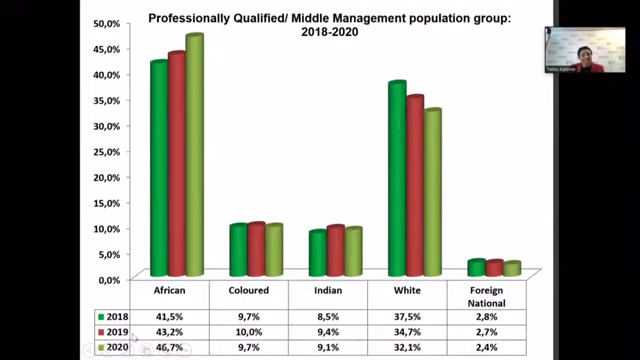 Professionally Qualified/ Middle Management population group:
2018-2020
50,0%
45,0%
40,0%
35,0%
30,0%
25,0%
20,0%
15,0%
10,0%
5,0%
0,0%
African Coloured Indian White Foreign National
2018 41,5% 9,7% 8,5% 37,5% 2,8%
2019 43,2% 10,0% 9,4% 34,7% 2,7%
2020 46,7% 9,7% 9,1% 32,1% 2,4%